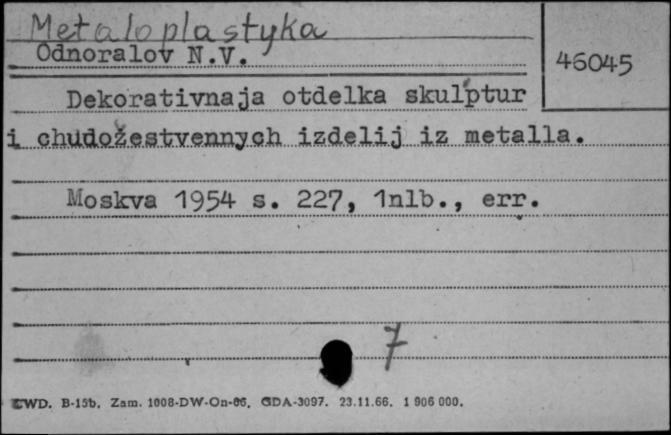 Metaloplastyka
Odnoralov N.V.
46045
Dekorativnaja otdelka skulptur
i chudožestvennych izdelij iz metalla.
Moskva 1954 s. 227, 1nlb., err.
7
CWD. B-15b. Zam. 1008-DW-On-66. GDA-3097. 23.11.66. 1 906 000.